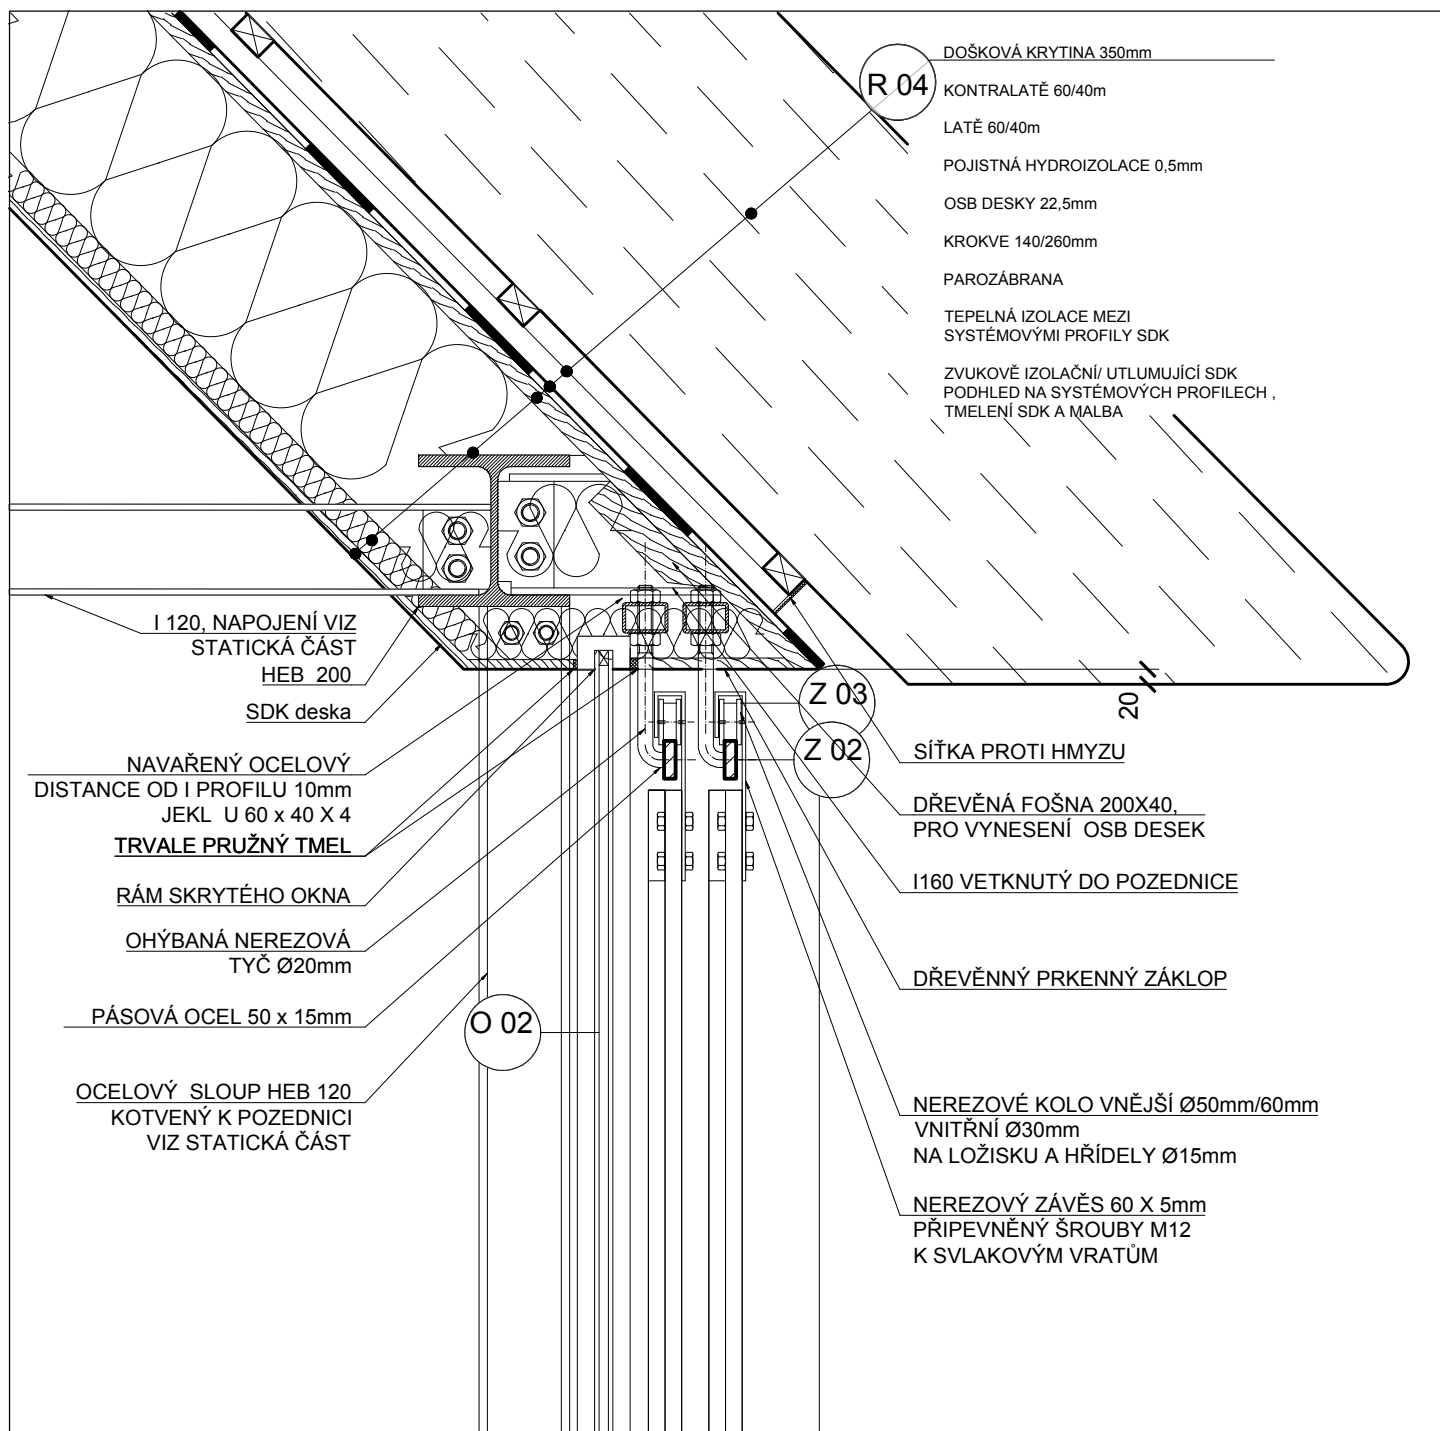 R 04
DOŠKOVÁ KRYTINA 350mm
KONTRALATĚ 60/40m
LATĚ 60/40m
POJISTNÁ HYDROIZOLACE 0,5mm
OSB DESKY 22,5mm
KROKVE 140/260mm
PAROZÁBRANA
TEPELNÁ IZOLACE MEZI
SYSTÉMOVÝMI PROFILY SDK
ZVUKOVĚ IZOLAČNÍ/ UTLUMUJÍCÍ SDK
PODHLED NA SYSTÉMOVÝCH PROFILECH ,
TMELENÍ SDK A MALBA
I 120, NAPOJENÍ VIZ
STATICKÁ ČÁST
HEB 200
SDK deska
NAVAŘENÝ OCELOVÝ
DISTANCE OD I PROFILU 10mm
JEKL U 60 x 40 X 4
TRVALE PRUŽNÝ TMEL
RÁM SKRYTÉHO OKNA
OHÝBANÁ NEREZOVÁ
TYČ Ø20mm
PÁSOVÁ OCEL 50 x 15mm
OCELOVÝ SLOUP HEB 120
KOTVENÝ K POZEDNICI
VIZ STATICKÁ ČÁST
O 02
Z 03
Z 02
20
SÍŤKA PROTI HMYZU
DŘEVĚNÁ FOŠNA 200X40,
PRO VYNESENÍ OSB DESEK
I160 VETKNUTÝ DO POZEDNICE
DŘEVĚNNÝ PRKENNÝ ZÁKLOP
NEREZOVÉ KOLO VNĚJŠÍ Ø50mm/60mm
VNITŘNÍ Ø30mm
NA LOŽISKU A HŘÍDELY Ø15mm
NEREZOVÝ ZÁVĚS 60 X 5mm
PŘIPEVNĚNÝ ŠROUBY M12
K SVLAKOVÝM VRATŮM